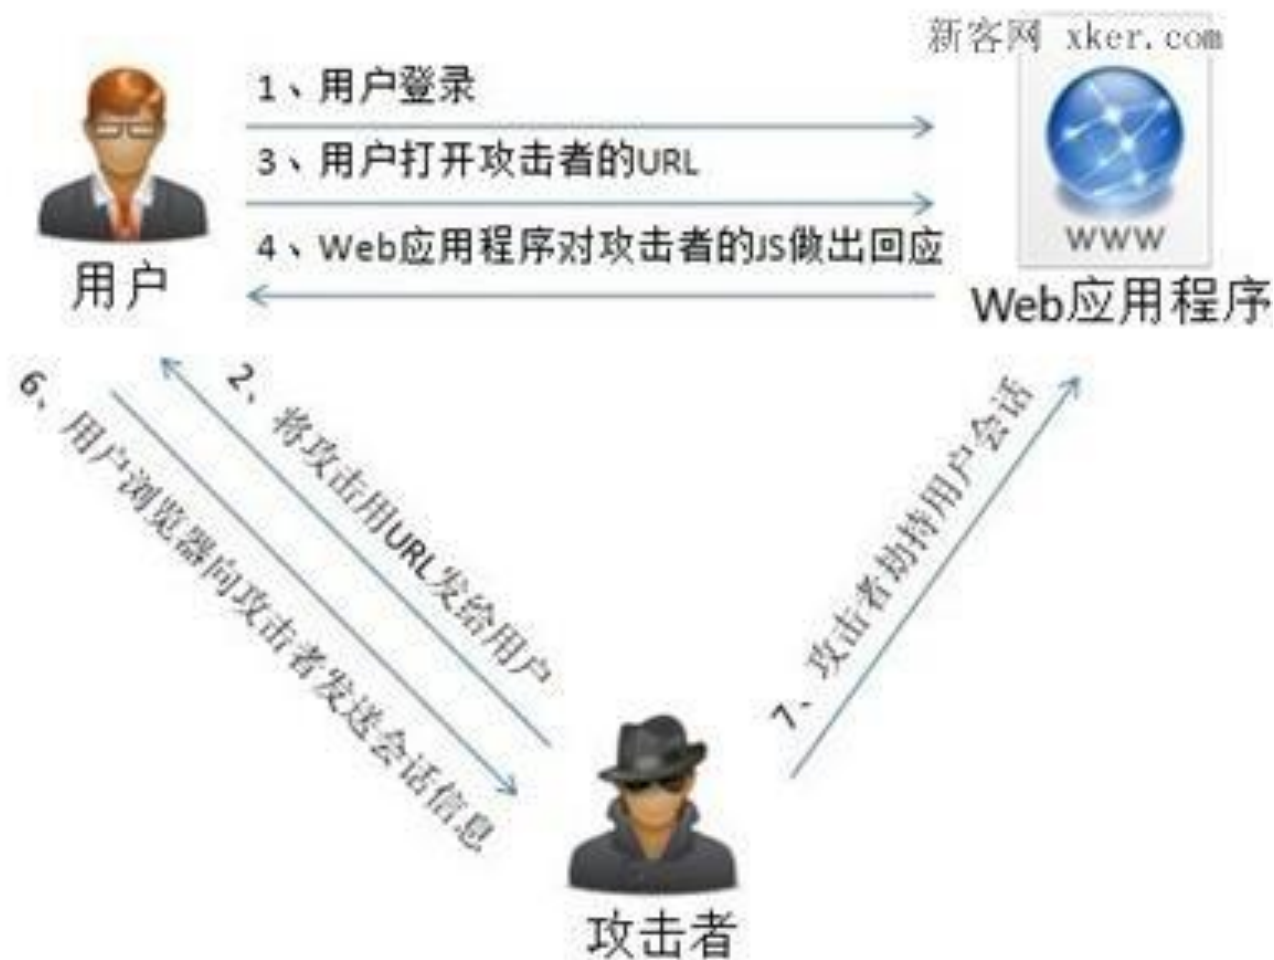 新客网 xker.com
1、用户登录
3、用户打开攻击者的URL
4、Web应用程序对攻击者的JS做出回应
WWW
用户
Web应用程序
2、将攻击用URL发给用户
6、用户浏览器向攻击者发送会话信息
7、攻击者劫持用户会话
攻击者